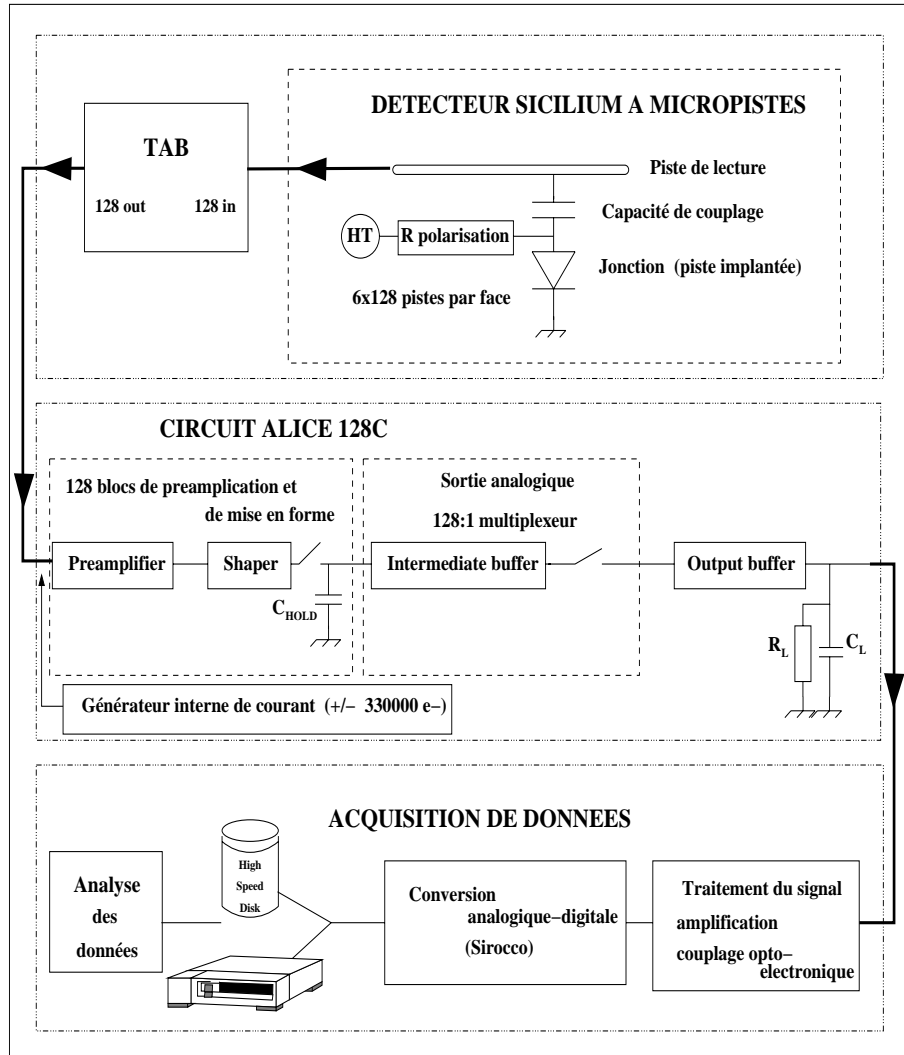 DETECTEUR SICILIUM A MICROPISTES
TAB
128 out
128 in
Piste de lecture
Capacité de couplage
HT
R polarisation
Jonction (piste implantée)
6x128 pistes par face
CIRCUIT ALICE 128C
128 blocs de preamplication et
de mise en forme
Sortie analogique
128:1 multiplexeur
Preamplifier
Shaper
Intermediate buffer
Output buffer
C HOLD
R L
C L
Générateur interne de courant (+/− 330000 e−)
ACQUISITION DE DONNEES
High
Speed
Disk
Analyse
des
données
Conversion
analogique−digitale
(Sirocco)
Traitement du signal
amplification
couplage opto−
electronique